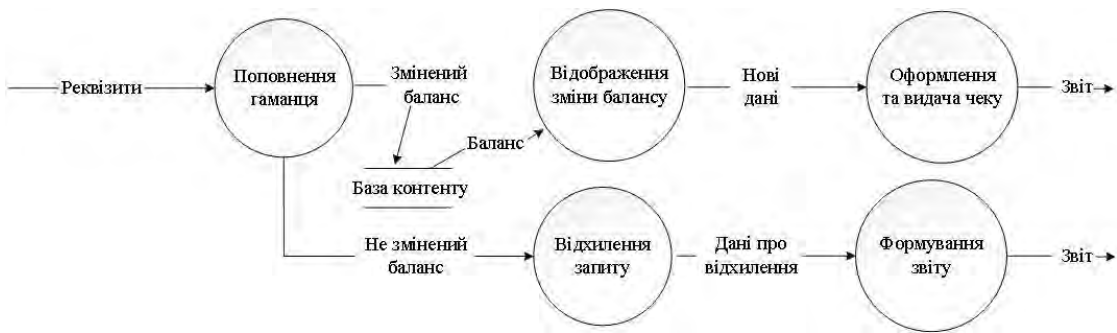 Реквізити
Поповнення
гаманця
Змінений
баланс
База контенту
Баланс
Відображення
зміни балансу
Нові
дані
Оформлення
та видача чеку
Звіт
Не змінений
баланс
Відхилення
запиту
Дані про
відхилення
Формування
звіту
Звіт